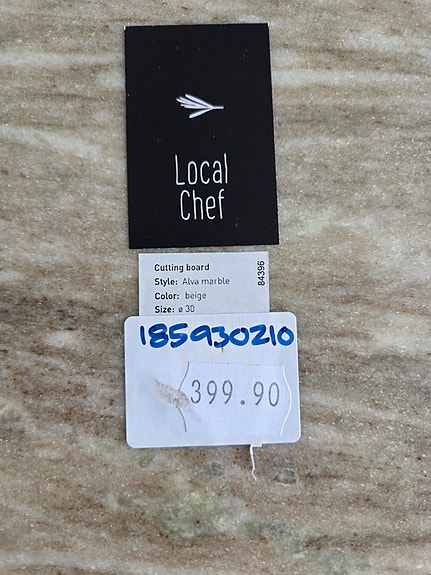 Local
Chef
Cutting board
Style: Alva marble
Color: beige
Size: ø 30
84396
185930210
399.90